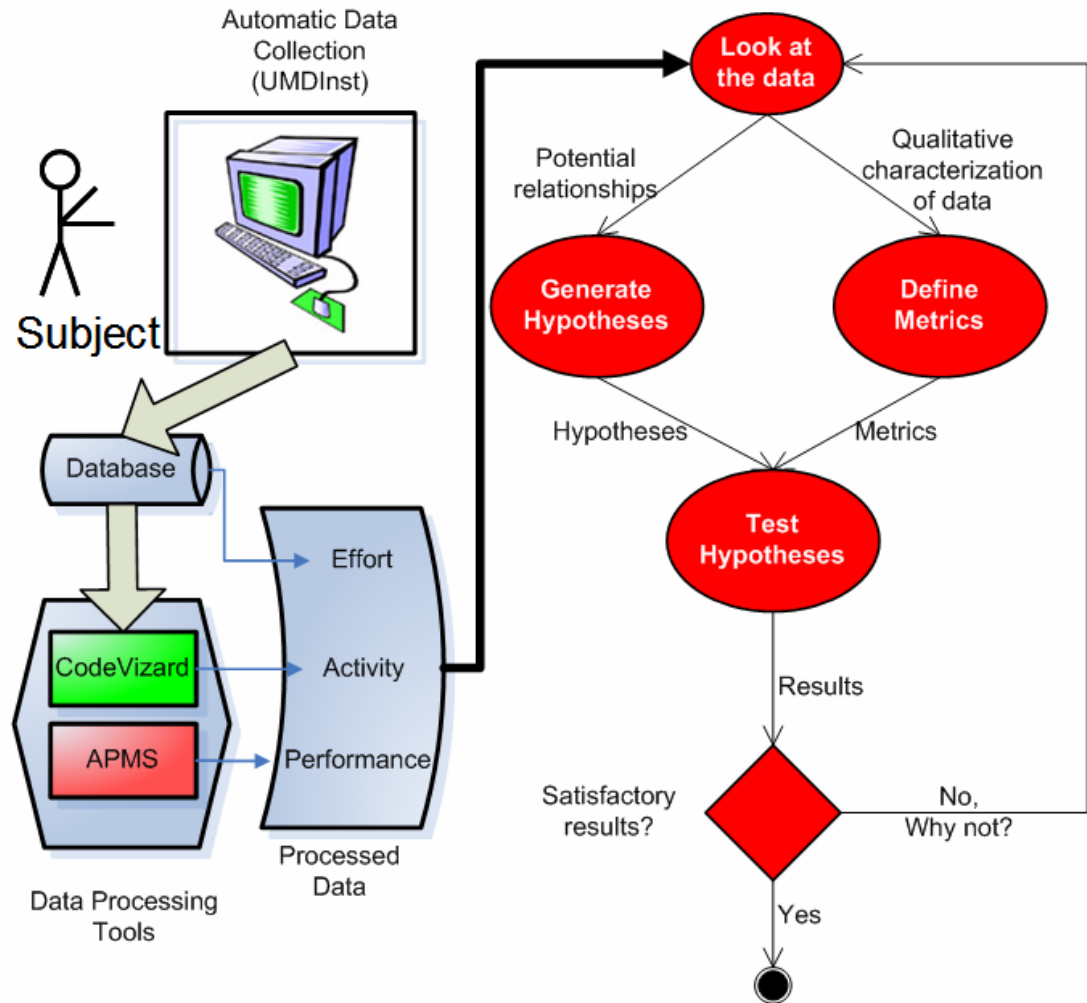 Automatic Data
Collection
(UMDInst)
Subject
Database
CodeVizard
APMS
Data Processing
Tools
Effort
Activity
Performance
Processed
Data
Look at
the data
Potential
relationships
Qualitative
characterization
of data
Generate
Hypotheses
Define
Metrics
Hypotheses
Metrics
Test
Hypotheses
Results
Satisfactory
results?
No,
Why not?
Yes